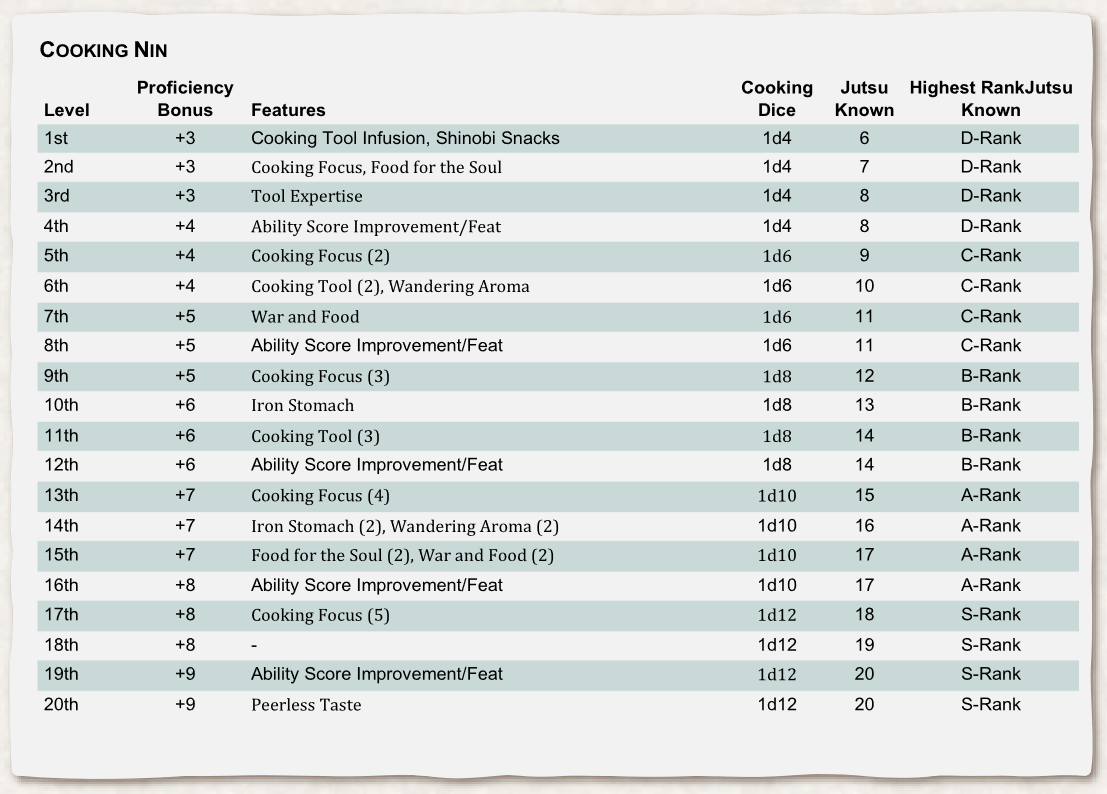 COOKING NIN
Proficiency Cooking Jutsu Highest RankJutsu
Level Bonus Features Dice Known Known
1st +3 Cooking Tool Infusion, Shinobi Snacks 1d4 6 D-Rank
2nd +3 Cooking Focus, Food for the Soul 1d4 7 D-Rank
3rd +3 Tool Expertise 1d4 8 D-Rank
4th +4 Ability Score Improvement/Feat 1d4 8 D-Rank
5th +4 Cooking Focus (2) 1d6 9 C-Rank
6th +4 Cooking Tool (2), Wandering Aroma 1d6 10 C-Rank
7th +5 War and Food 1d6 11 C-Rank
8th +5 Ability Score Improvement/Feat 1d6 11 C-Rank
9th +5 Cooking Focus (3) 1d8 12 B-Rank
10th +6 Iron Stomach 1d8 13 B-Rank
11th +6 Cooking Tool (3) 1d8 14 B-Rank
12th +6 Ability Score Improvement/Feat 1d8 14 B-Rank
13th +7 Cooking Focus (4) 1d10 15 A-Rank
14th +7 Iron Stomach (2), Wandering Aroma (2) 1d10 16 A-Rank
15th +7 Food for the Soul (2), War and Food (2) 1d10 17 A-Rank
16th +8 Ability Score Improvement/Feat 1d10 17 A-Rank
17th +8 Cooking Focus (5) 1d12 18 S-Rank
18th +8 - 1d12 19 S-Rank
19th +9 Ability Score Improvement/Feat 1d12 20 S-Rank
20th +9 Peerless Taste 1d12 20 S-Rank